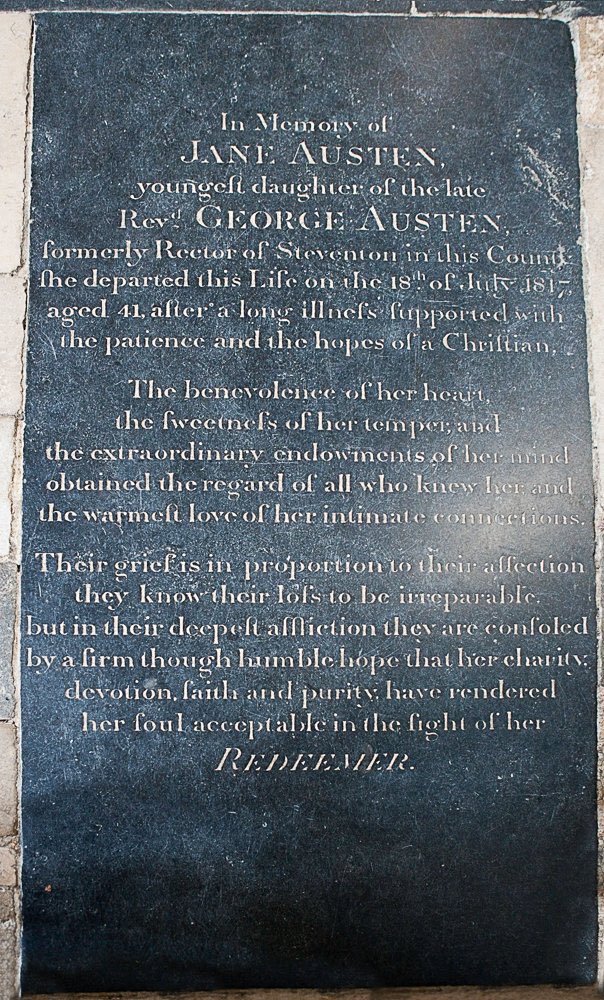 In Memory of
JANE AUSTEN,
youngeſt daughter of the late
Revd GEORGE AUSTEN,
formerly Rector of Steventon in this County
ſhe departed this Life on the 18th of July 1817,
aged 41, after a long illneſs ſupported with
the patience and the hopes of a Chriſtian,
The benevolence of her heart,
the ſweetneſs of her temper, and
the extraordinary endowments of her mind
obtained the regard of all who knew her and
the warmeſt love of her intimate connections.
Their grief is in proportion to their affection
they know their loſs to be irreparable.
but in their deepeſt affliction they are conſoled
by a firm though humble hope that her charity,
devotion, faith and purity, have rendered
her ſoul acceptable in the ſight of her
REDEEMER.